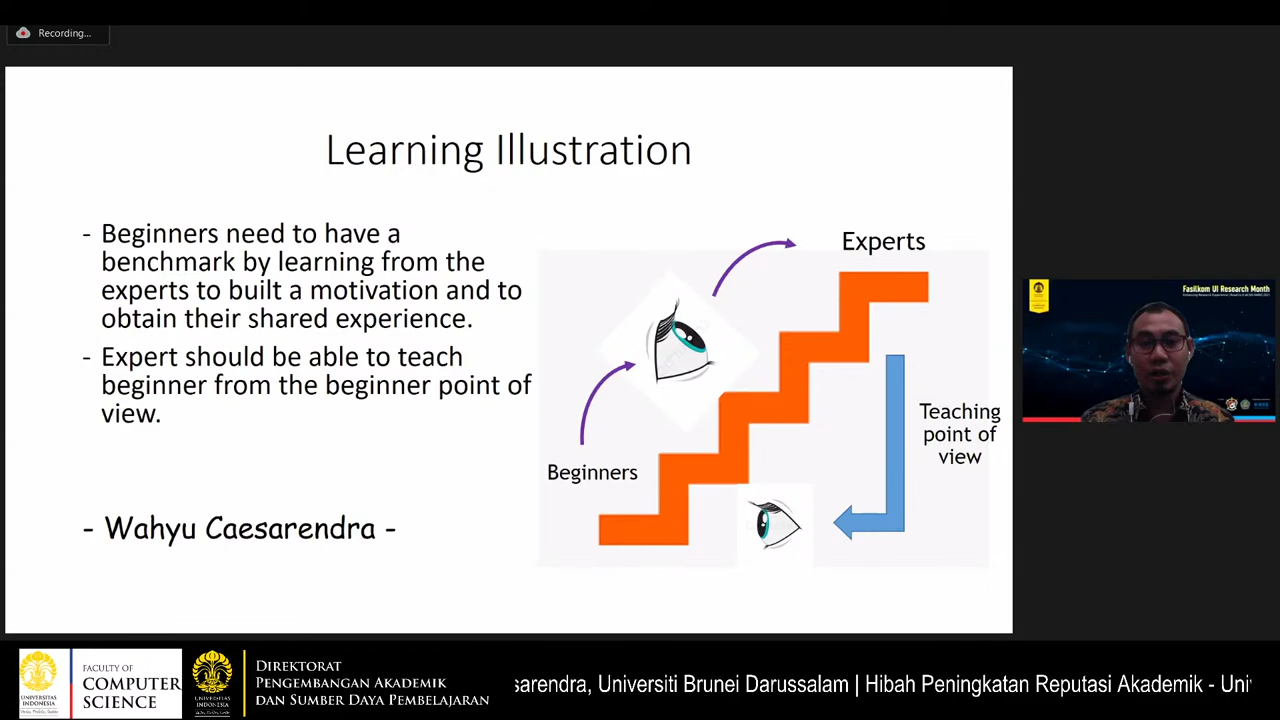 Recording...
Learning Illustration
- Beginners need to have a
benchmark by learning from the
experts to built a motivation and to
obtain their shared experience.
- Expert should be able to teach
beginner from the beginner point of
view.
- Wahyu Caesarendra -
Experts
Beginners
Teaching
point of
view
Fasilkom UI Research Month
FACULTY OF
COMPUTER
SCIENCE
UNIVERSITAS
INDONESIA
UNIVERSITAS
INDONESIA
DIREKTORAT
PENGEMBANGAN AKADEMIK
DAN SUMBER DAYA PEMBELAJARAN
sarendra, Universiti Brunei Darussalam | Hibah Peningkatan Reputasi Akademik - Uni